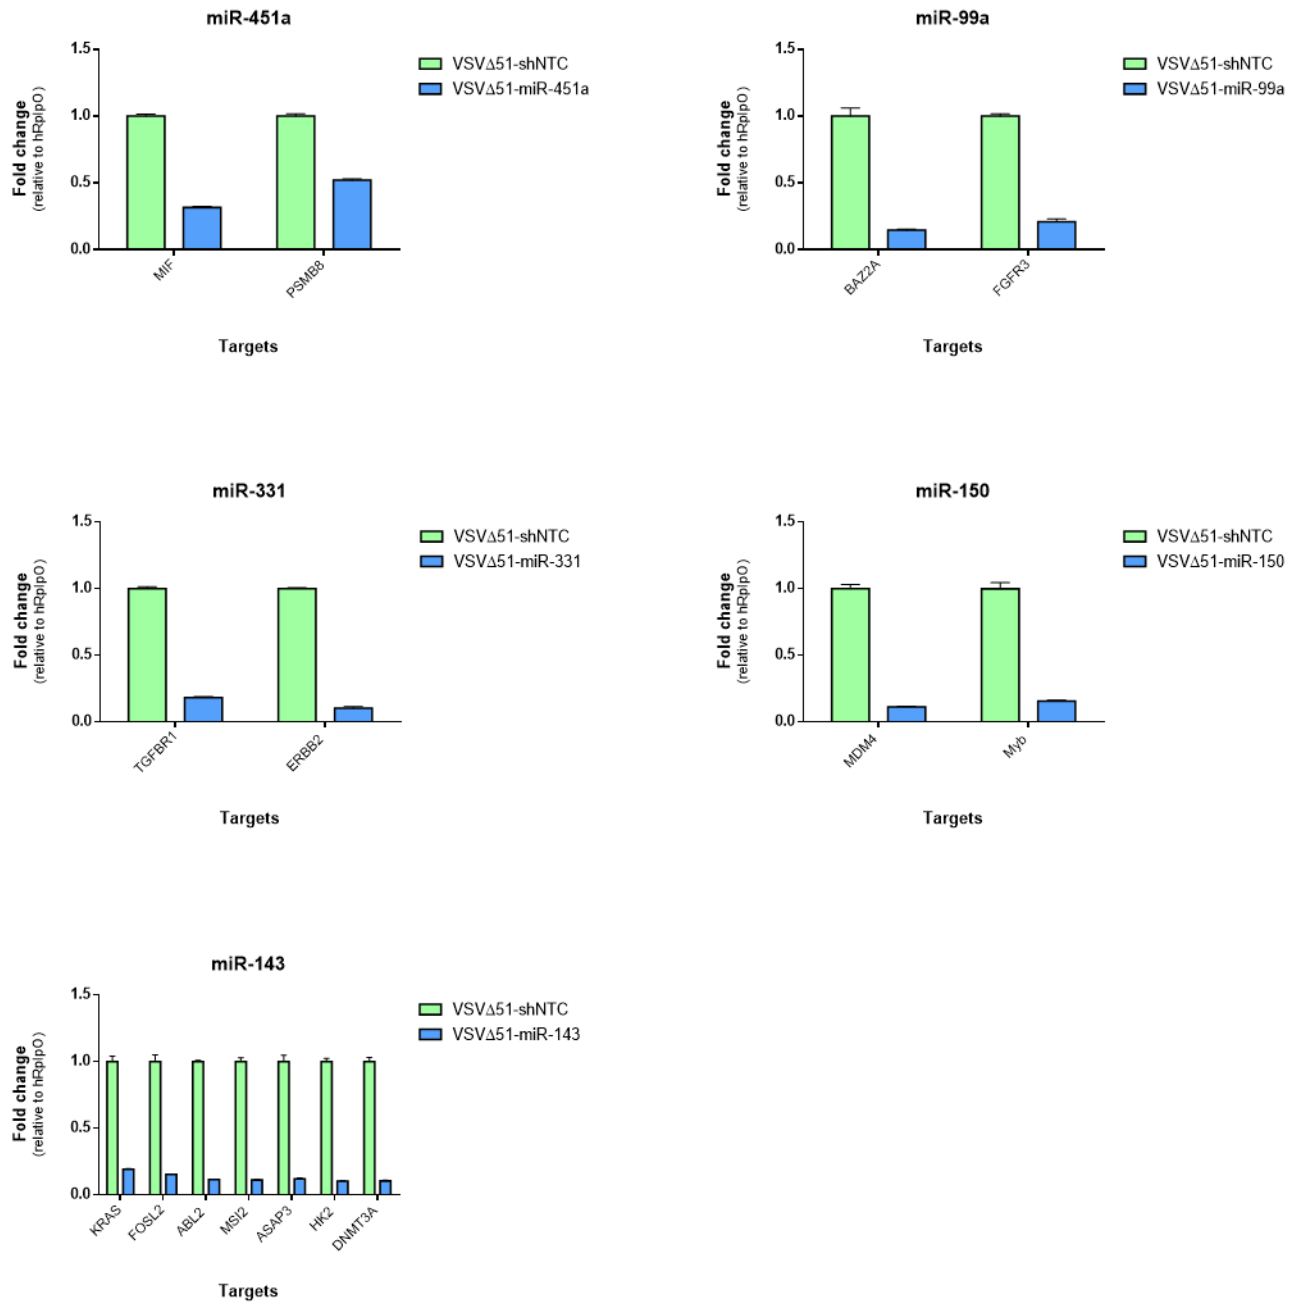 miR-451a
1.5
1.0
0.5
0.0
Fold change
(relative to hRplpO)
MIF
PSMB8
Targets
VSVΔ51-shNTC
VSVΔ51-miR-451a
miR-99a
1.5
1.0
0.5
0.0
Fold change
(relative to hRplpO)
BAZ2A
FGFR3
Targets
VSVΔ51-shNTC
VSVΔ51-miR-99a
miR-331
1.5
1.0
0.5
0.0
Fold change
(relative to hRplpO)
TGFBR1
ERBB2
Targets
VSVΔ51-shNTC
VSVΔ51-miR-331
miR-150
1.5
1.0
0.5
0.0
Fold change
(relative to hRplpO)
MDM4
Myb
Targets
VSVΔ51-shNTC
VSVΔ51-miR-150
miR-143
1.5
1.0
0.5
0.0
Fold change
(relative to hRplpO)
KRAS
FOSL2
ABL2
MSI2
ASAP3
HK2
DNMT3A
Targets
VSVΔ51-shNTC
VSVΔ51-miR-143